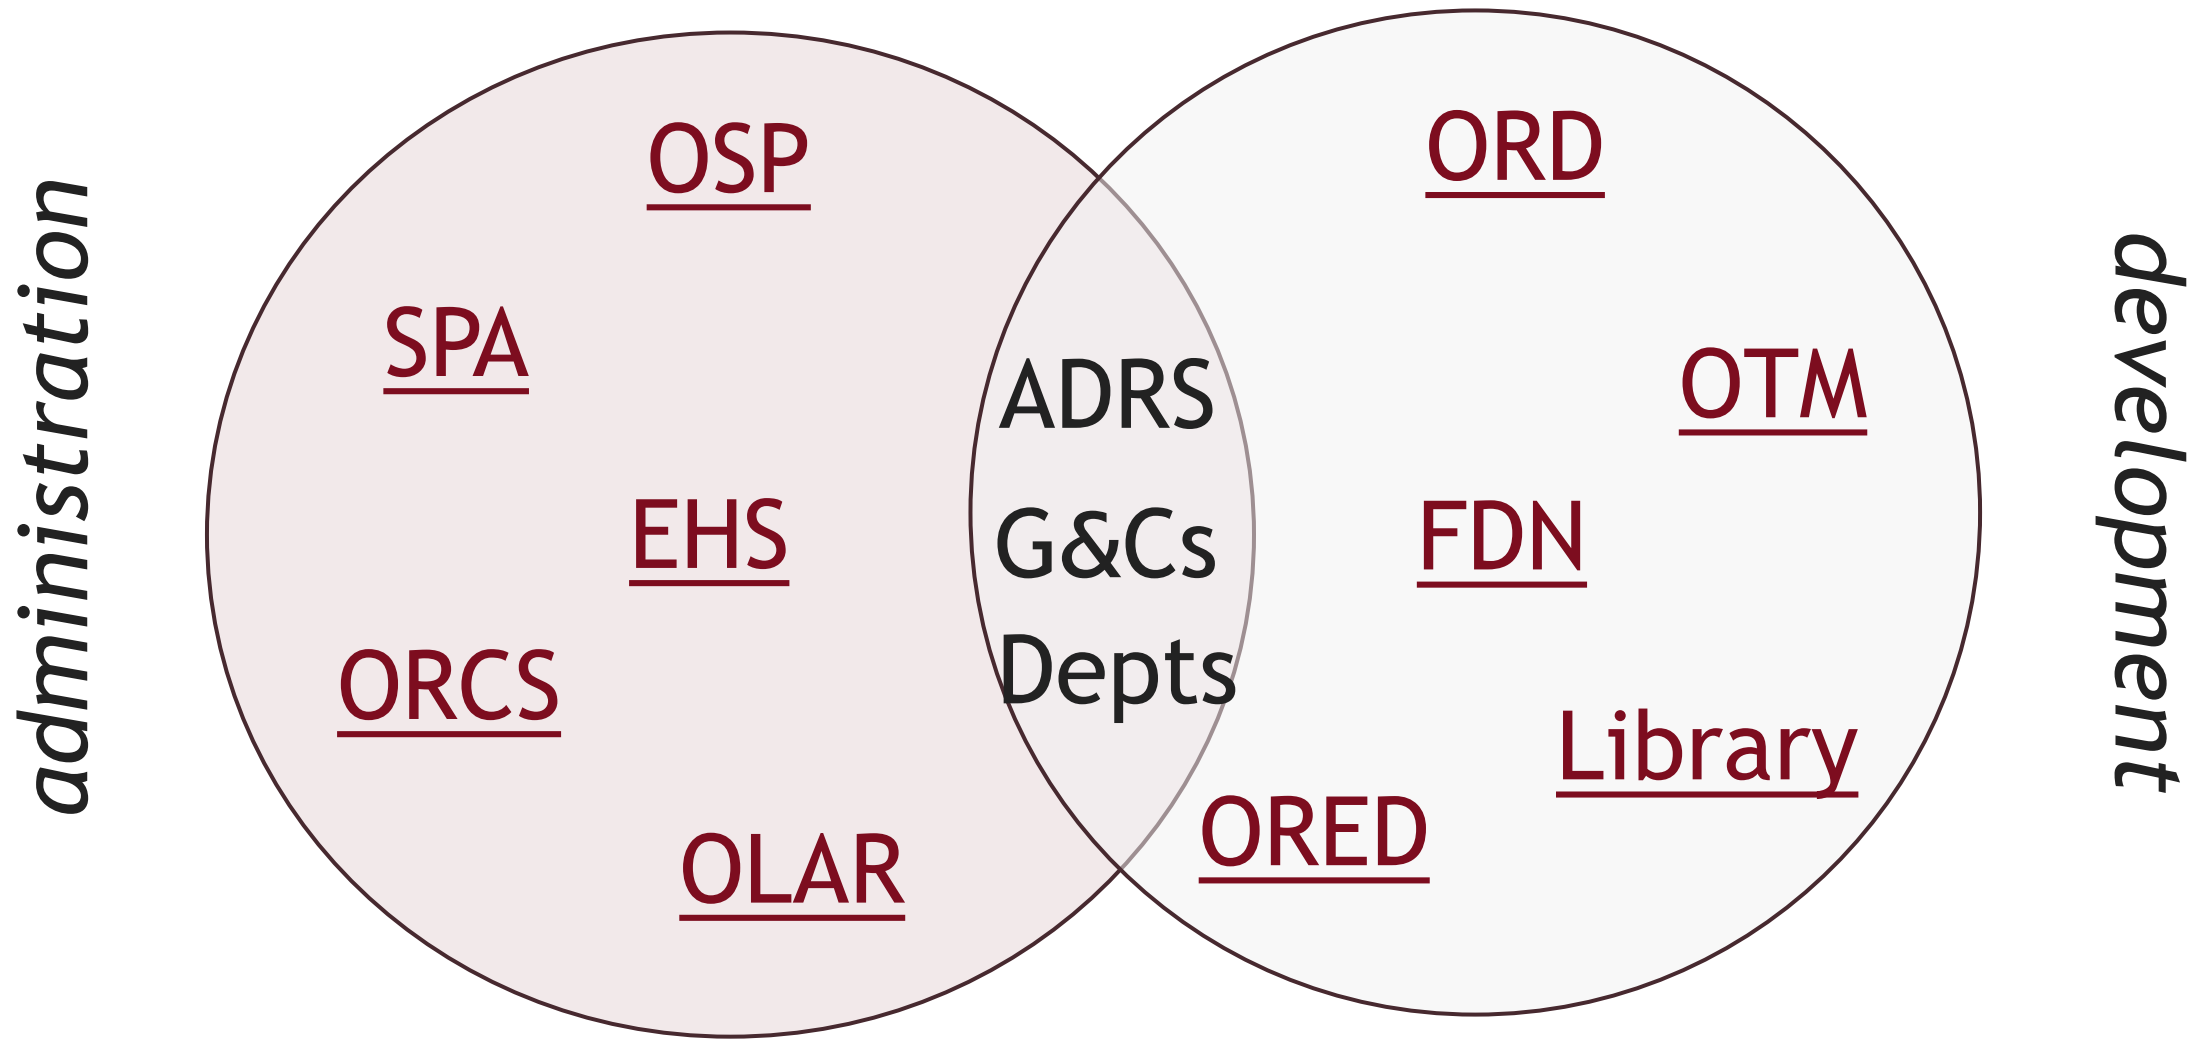 administration
OSP
SPA
EHS
ORCS
OLAR
ADRS
G&Cs
Depts
ORD
OTM
FDN
Library
ORED
development